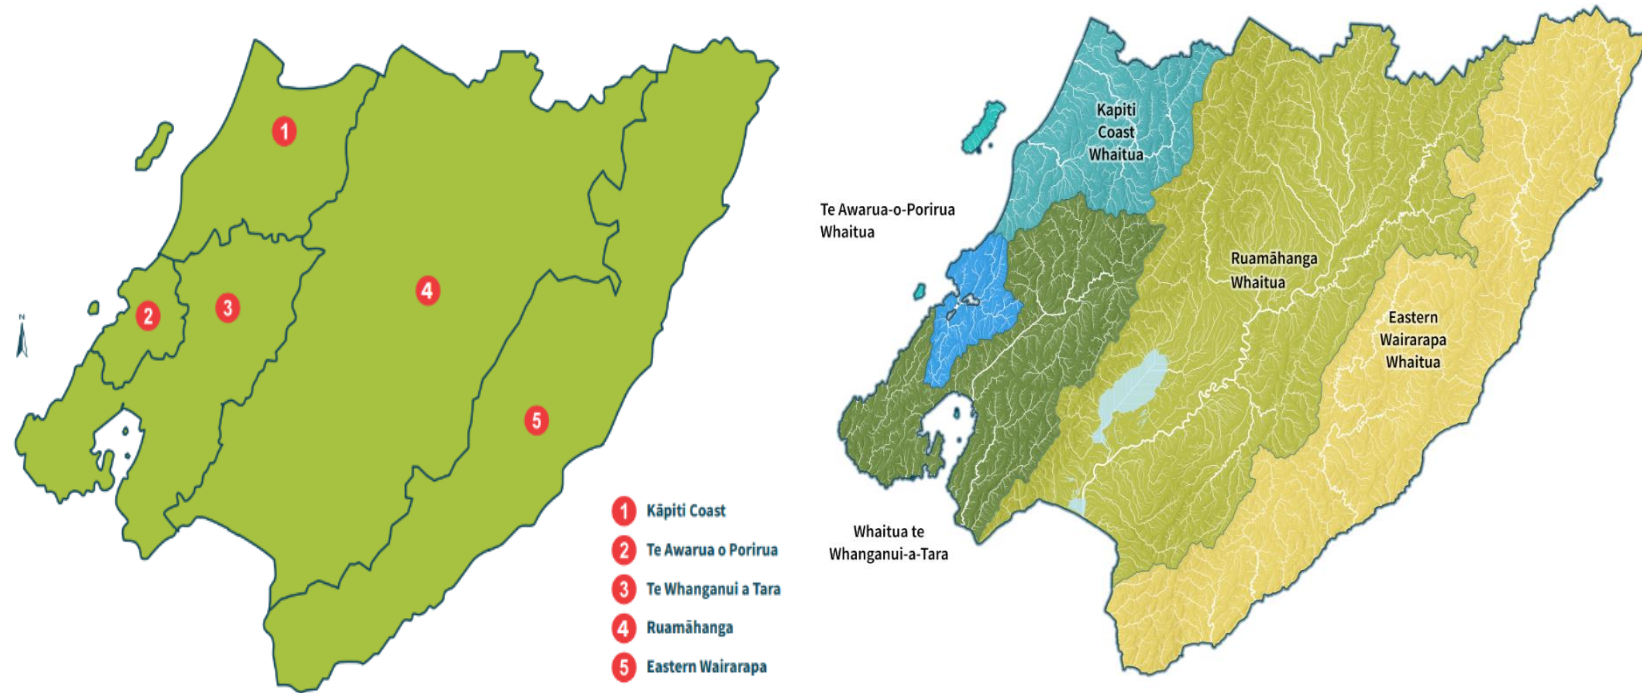 1
2
3
4
5
N
1 Kāpiti Coast
2 Te Awarua o Porirua
3 Te Whanganui a Tara
4 Ruamāhanga
5 Eastern Wairarapa
Kapiti
Coast
Whaitua
Te Awarua-o-Porirua
Whaitua
Ruamāhanga
Whaitua
Eastern
Wairarapa
Whaitua
Whaitua te
Whanganui-a-Tara